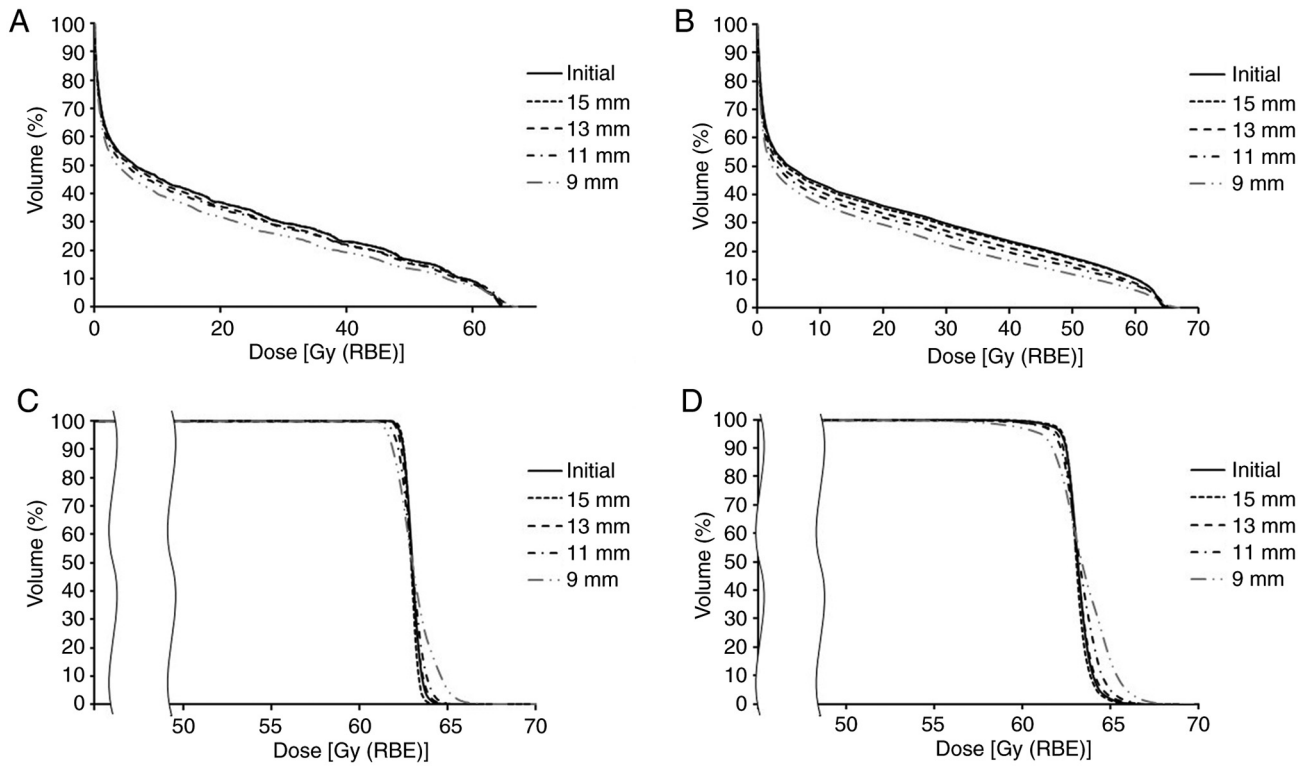 A
100
90
80
70
60
50
40
30
20
10
0
Volume (%)
0 20 40 60
Dose [Gy (RBE)]
Initial
15 mm
13 mm
11 mm
9 mm
B
100
90
80
70
60
50
40
30
20
10
0
Volume (%)
0 10 20 30 40 50 60 70
Dose [Gy (RBE)]
Initial
15 mm
13 mm
11 mm
9 mm
C
100
90
80
70
60
50
40
30
20
10
0
Volume (%)
50 55 60 65 70
Dose [Gy (RBE)]
Initial
15 mm
13 mm
11 mm
9 mm
D
100
90
80
70
60
50
40
30
20
10
0
Volume (%)
50 55 60 65 70
Dose [Gy (RBE)]
Initial
15 mm
13 mm
11 mm
9 mm